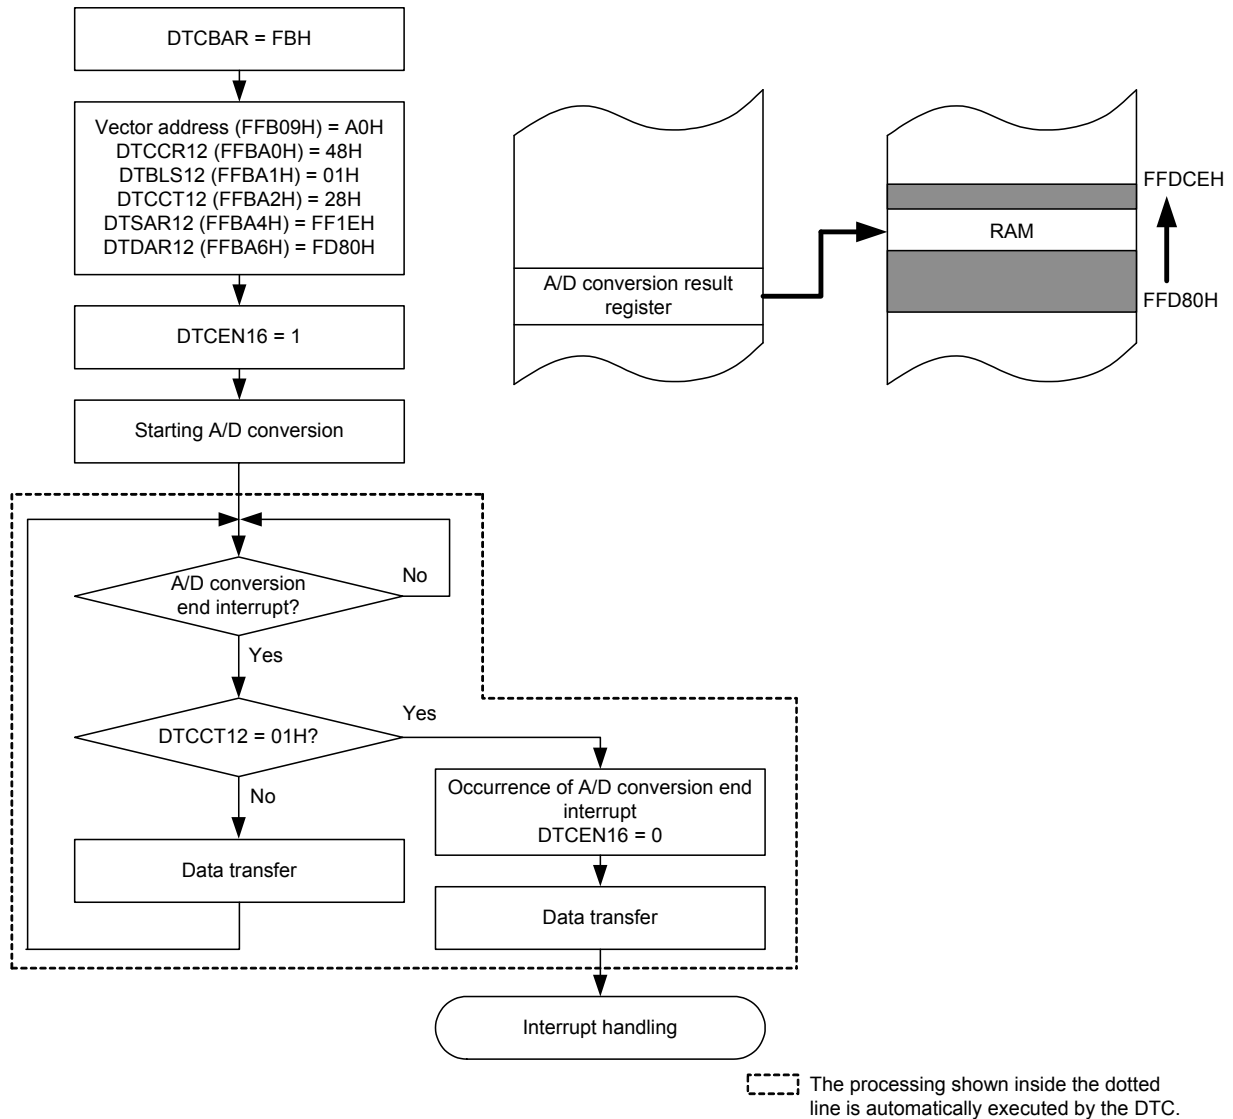 DTCBAR = FBH
Vector address (FFB09H) = A0H
DTCCR12 (FFBA0H) = 48H
DTBLS12 (FFBA1H) = 01H
DTCCT12 (FFBA2H) = 28H
DTSAR12 (FFBA4H) = FF1EH
DTDAR12 (FFBA6H) = FD80H
DTCEN16 = 1
Starting A/D conversion
A/D conversion
end interrupt?
No
Yes
DTCCT12 = 01H?
Yes
No
Data transfer
Occurrence of A/D conversion end
interrupt
DTCEN16 = 0
Data transfer
Interrupt handling
A/D conversion result
register
RAM
FFDCEH
FFD80H
The processing shown inside the dotted
line is automatically executed by the DTC.